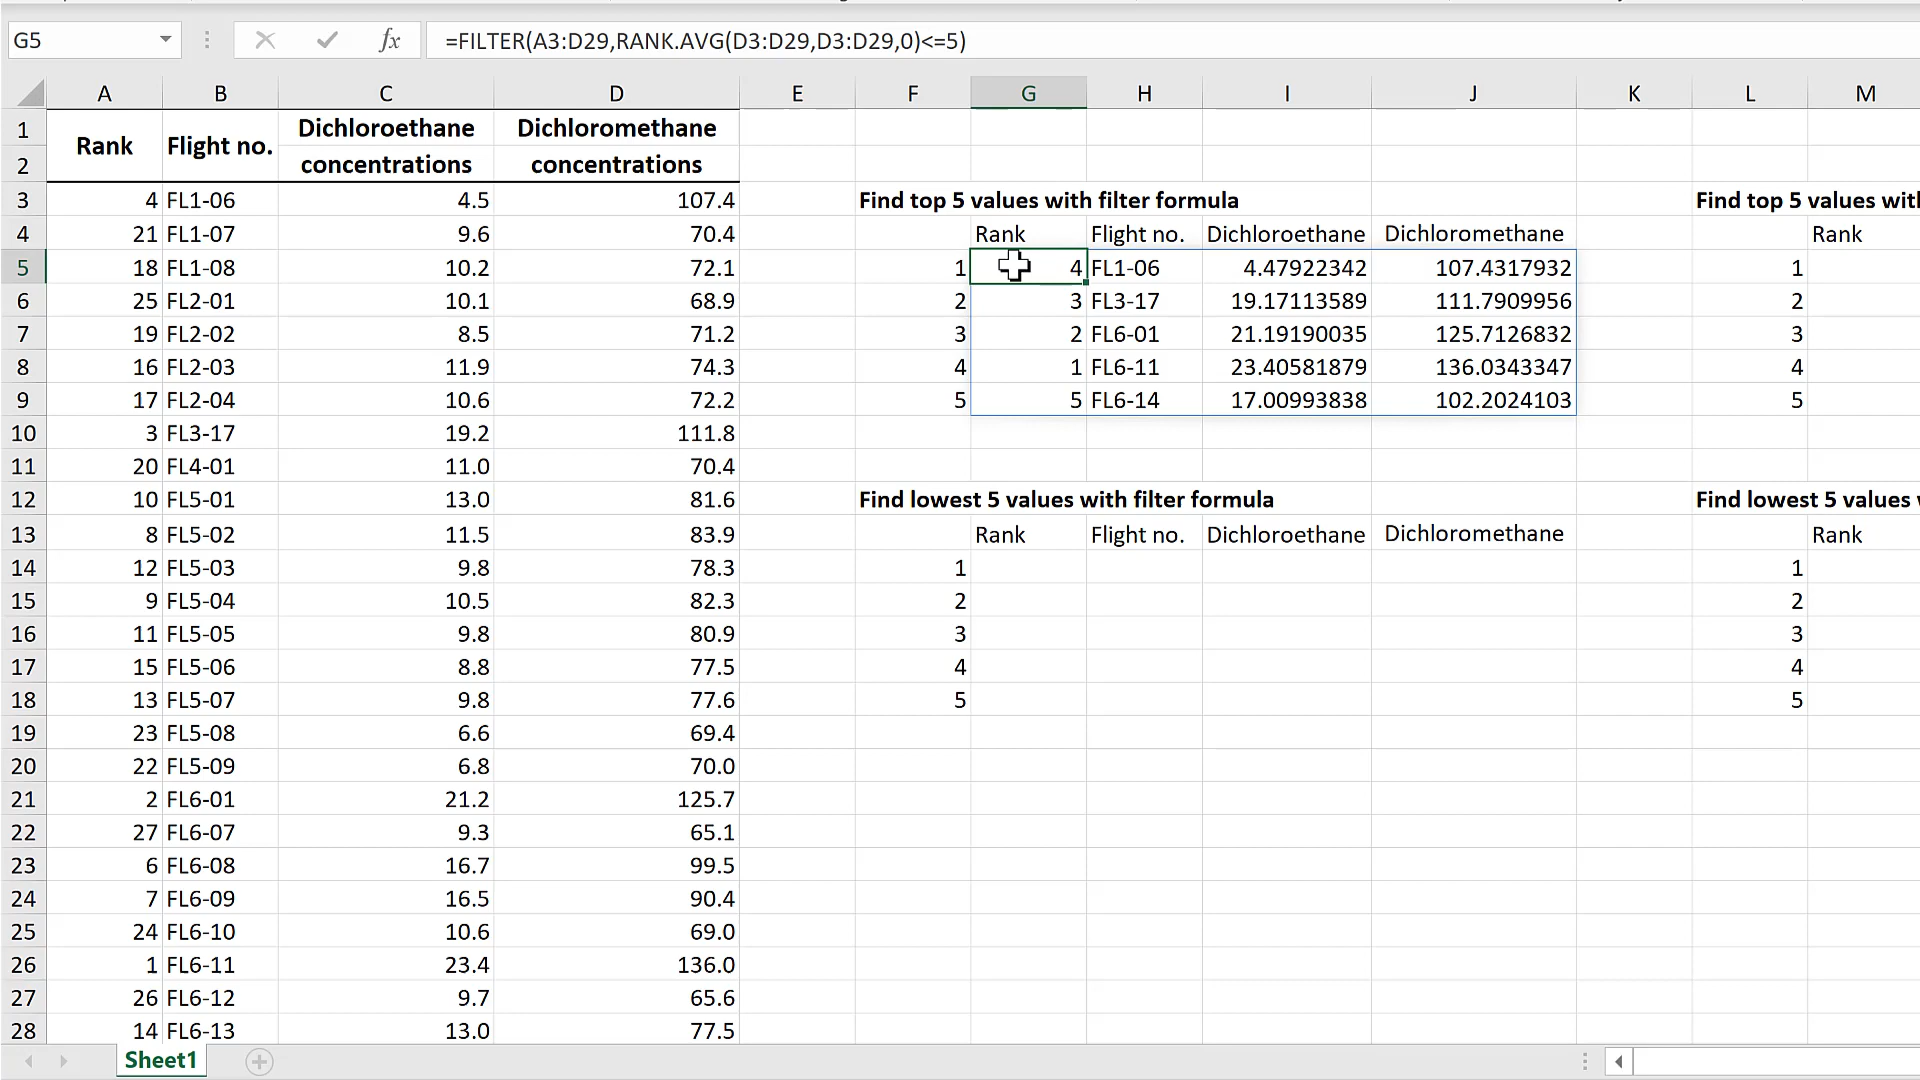 G5 fx =FILTER(A3:D29,RANK.AVG(D3:D29,D3:D29,0)<=5)
A B C D E F G H I J K L M
1 Rank Flight no. Dichloroethane Dichloromethane
2 concentrations concentrations
3 4 FL1-06 4.5 107.4 Find top 5 values with filter formula Find top 5 values
4 21 FL1-07 9.6 70.4 Rank Flight no. Dichloroethane Dichloromethane Rank
5 18 FL1-08 10.2 72.1 1 4 FL1-06 4.47922342 107.4317932 1
6 25 FL2-01 10.1 68.9 2 3 FL3-17 19.17113589 111.7909956 2
7 19 FL2-02 8.5 71.2 3 2 FL6-01 21.19190035 125.7126832 3
8 16 FL2-03 11.9 74.3 4 1 FL6-11 23.40581879 136.0343347 4
9 17 FL2-04 10.6 72.2 5 5 FL6-14 17.00993838 102.2024103 5
10 3 FL3-17 19.2 111.8
11 20 FL4-01 11.0 70.4
12 10 FL5-01 13.0 81.6 Find lowest 5 values with filter formula Find lowest 5 values
13 8 FL5-02 11.5 83.9 Rank Flight no. Dichloroethane Dichloromethane Rank
14 12 FL5-03 9.8 78.3 1 1
15 9 FL5-04 10.5 82.3 2 2
16 11 FL5-05 9.8 80.9 3 3
17 15 FL5-06 8.8 77.5 4 4
18 13 FL5-07 9.8 77.6 5 5
19 23 FL5-08 6.6 69.4
20 22 FL5-09 6.8 70.0
21 2 FL6-01 21.2 125.7
22 27 FL6-07 9.3 65.1
23 6 FL6-08 16.7 99.5
24 7 FL6-09 16.5 90.4
25 24 FL6-10 10.6 69.0
26 1 FL6-11 23.4 136.0
27 26 FL6-12 9.7 65.6
28 14 FL6-13 13.0 77.5
Sheet1